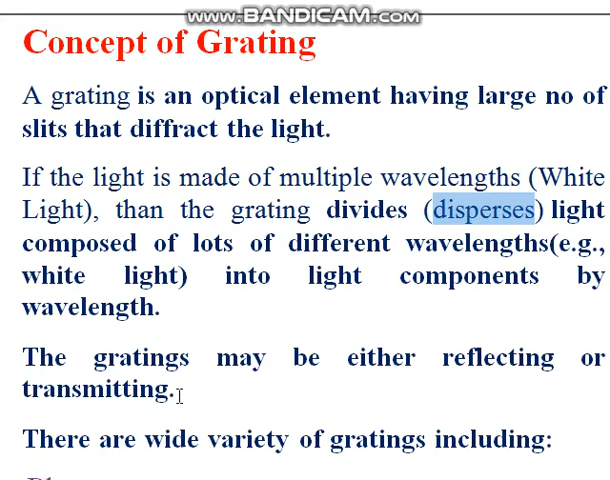 www.BANDICAM.com
Concept of Grating
A grating is an optical element having large no of
slits that diffract the light.
If the light is made of multiple wavelengths (White
Light), than the grating divides (disperses) light
composed of lots of different wavelengths(e.g.,
white light) into light components by
wavelength.
The gratings may be either reflecting or
transmitting.
There are wide variety of gratings including: